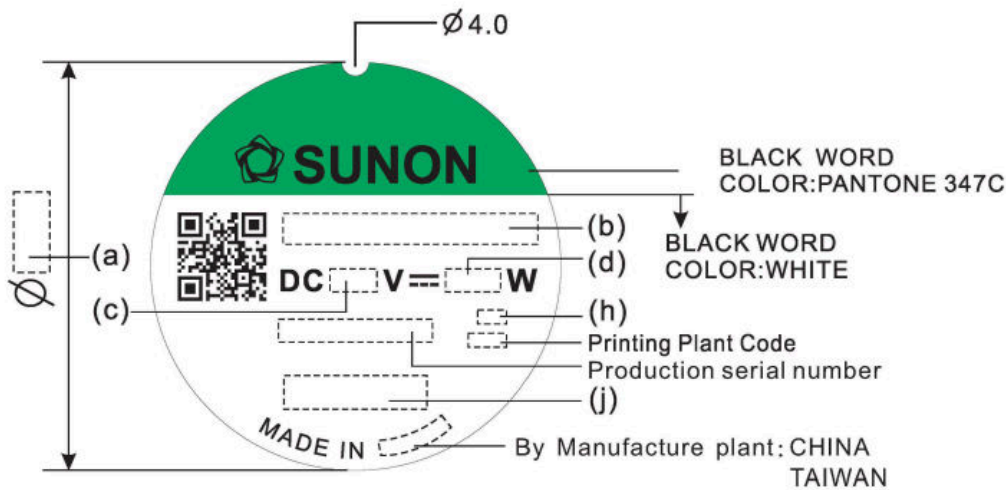 Ø4.0
SUNON
BLACK WORD
COLOR:PANTONE 347C
BLACK WORD
COLOR:WHITE
(a)
Ø
(b)
(d)
DC V W
(c)
(h)
Printing Plant Code
Production serial number
(j)
MADE IN
By Manufacture plant: CHINA
TAIWAN